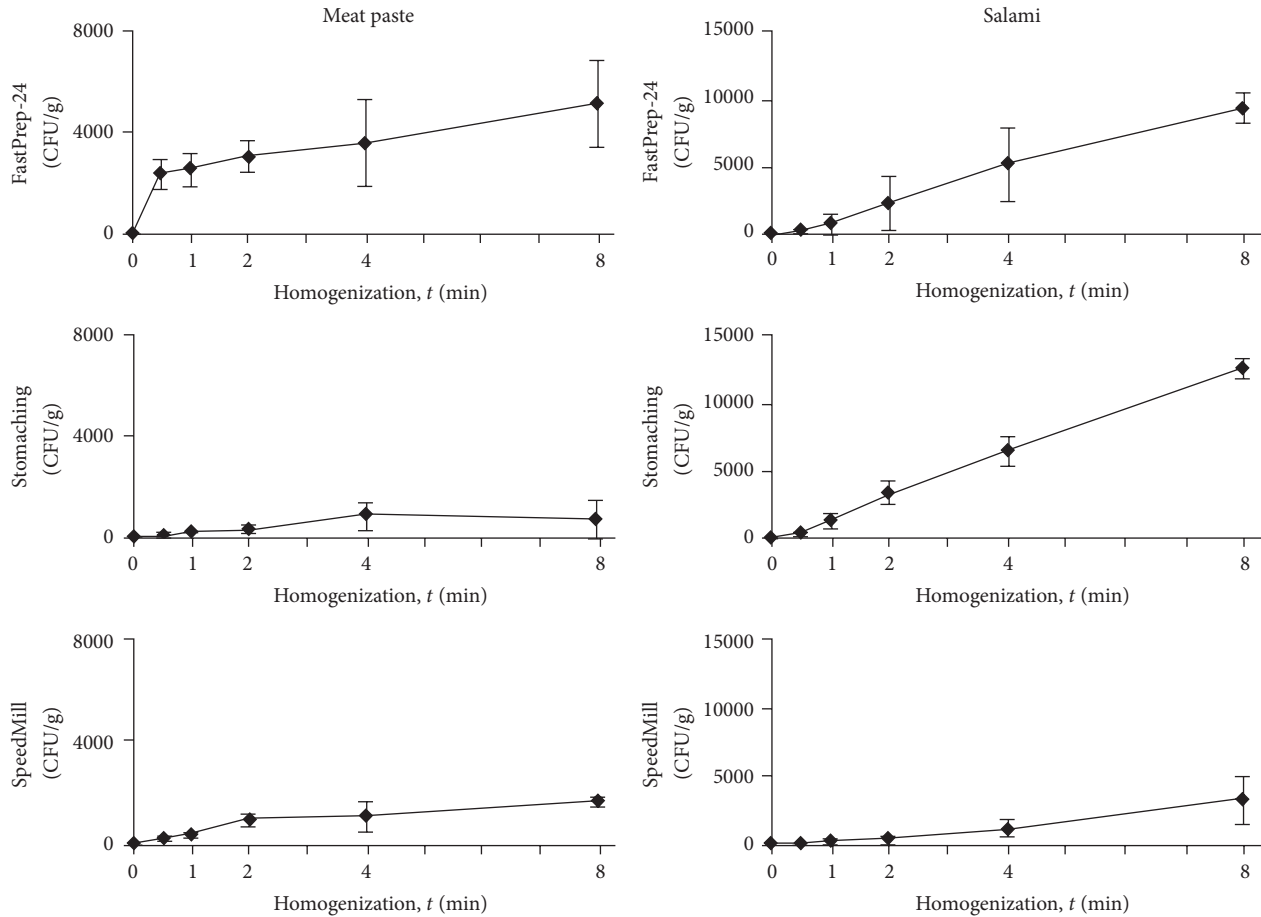 Meat paste
8000
4000
0
FastPrep-24
(CFU/g)
0 1 2 4 8
Homogenization, t (min)
Salami
15000
10000
5000
0
FastPrep-24
(CFU/g)
0 1 2 4 8
Homogenization, t (min)
8000
4000
0
Stomaching
(CFU/g)
0 1 2 4 8
Homogenization, t (min)
15000
10000
5000
0
Stomaching
(CFU/g)
0 1 2 4 8
Homogenization, t (min)
8000
4000
0
SpeedMill
(CFU/g)
0 1 2 4 8
Homogenization, t (min)
15000
10000
5000
0
SpeedMill
(CFU/g)
0 1 2 4 8
Homogenization, t (min)